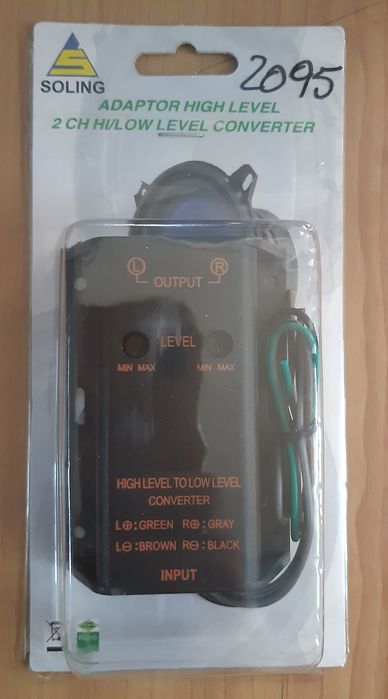 SOLING
2095
ADAPTOR HIGH LEVEL
2 CH HI/LOW LEVEL CONVERTER
L R
OUTPUT
LEVEL
MIN MAX MIN MAX
HIGH LEVEL TO LOW LEVEL
CONVERTER
L⊕:GREEN R⊕:GRAY
L⊖:BROWN R⊖:BLACK
INPUT
RoHS